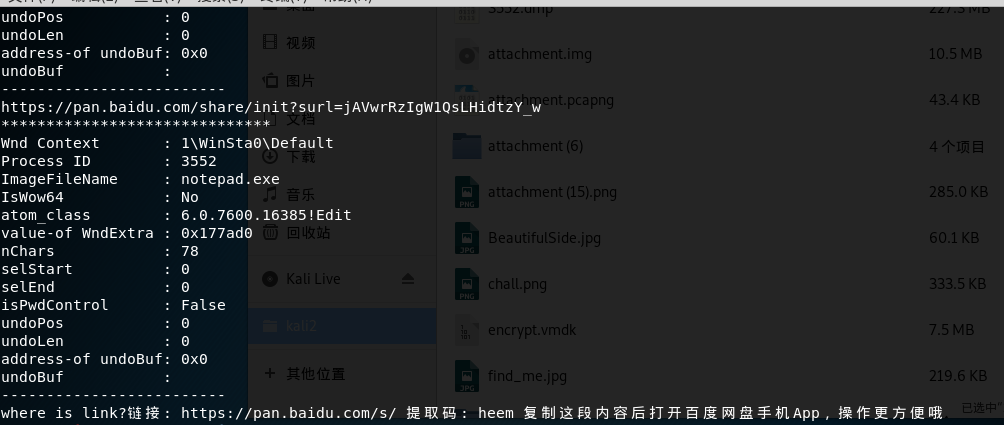 undoPos : 0
undoLen : 0
address-of undoBuf: 0x0
undoBuf :
-------------------------
https://pan.baidu.com/share/init?surl=jAVwrRzIgW1QsLHidtzY_w
******************************
Wnd Context : 1\WinSta0\Default
Process ID : 3552
ImageFileName : notepad.exe
IsWow64 : No
atom_class : 6.0.7600.16385!Edit
value-of WndExtra : 0x177ad0
nChars : 78
selStart : 0
selEnd : 0
isPwdControl : False
undoPos : 0
undoLen : 0
address-of undoBuf: 0x0
undoBuf :
-------------------------
where is link?链接: https://pan.baidu.com/s/ 提取码: heem 复制这段内容后打开百度网盘手机App，操作更方便哦
视频
图片
文档
下载
音乐
回收站
Kali Live
kali2
其他位置
3552.dmp 227.5 MB
attachment.img 10.5 MB
attachment.pcapng 43.4 KB
attachment (6) 4 个项目
attachment (15).png 285.0 KB
BeautifulSide.jpg 60.1 KB
chall.png 333.5 KB
encrypt.vmdk 7.5 MB
find_me.jpg 219.6 KB
已选中"